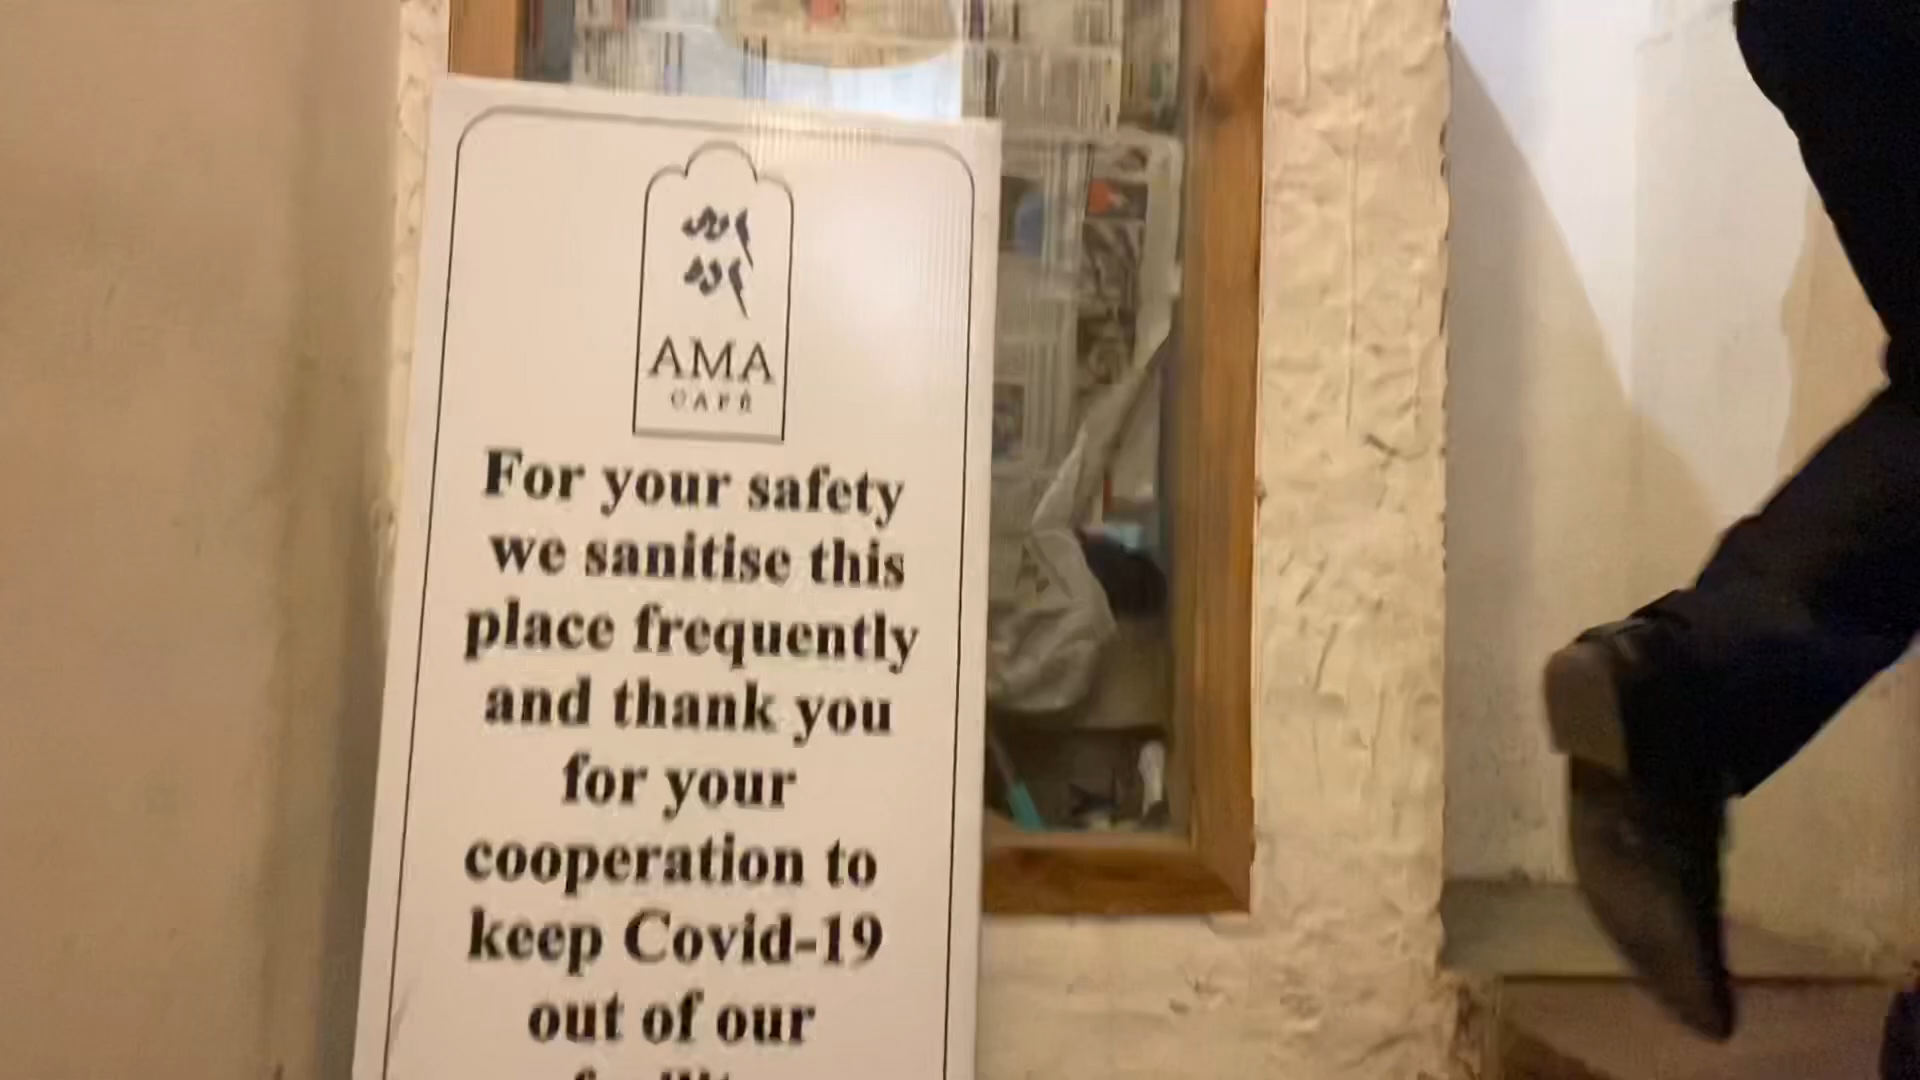 AMA
CAFÉ
For your safety
we sanitise this
place frequently
and thank you
for your
cooperation to
keep Covid-19
out of our